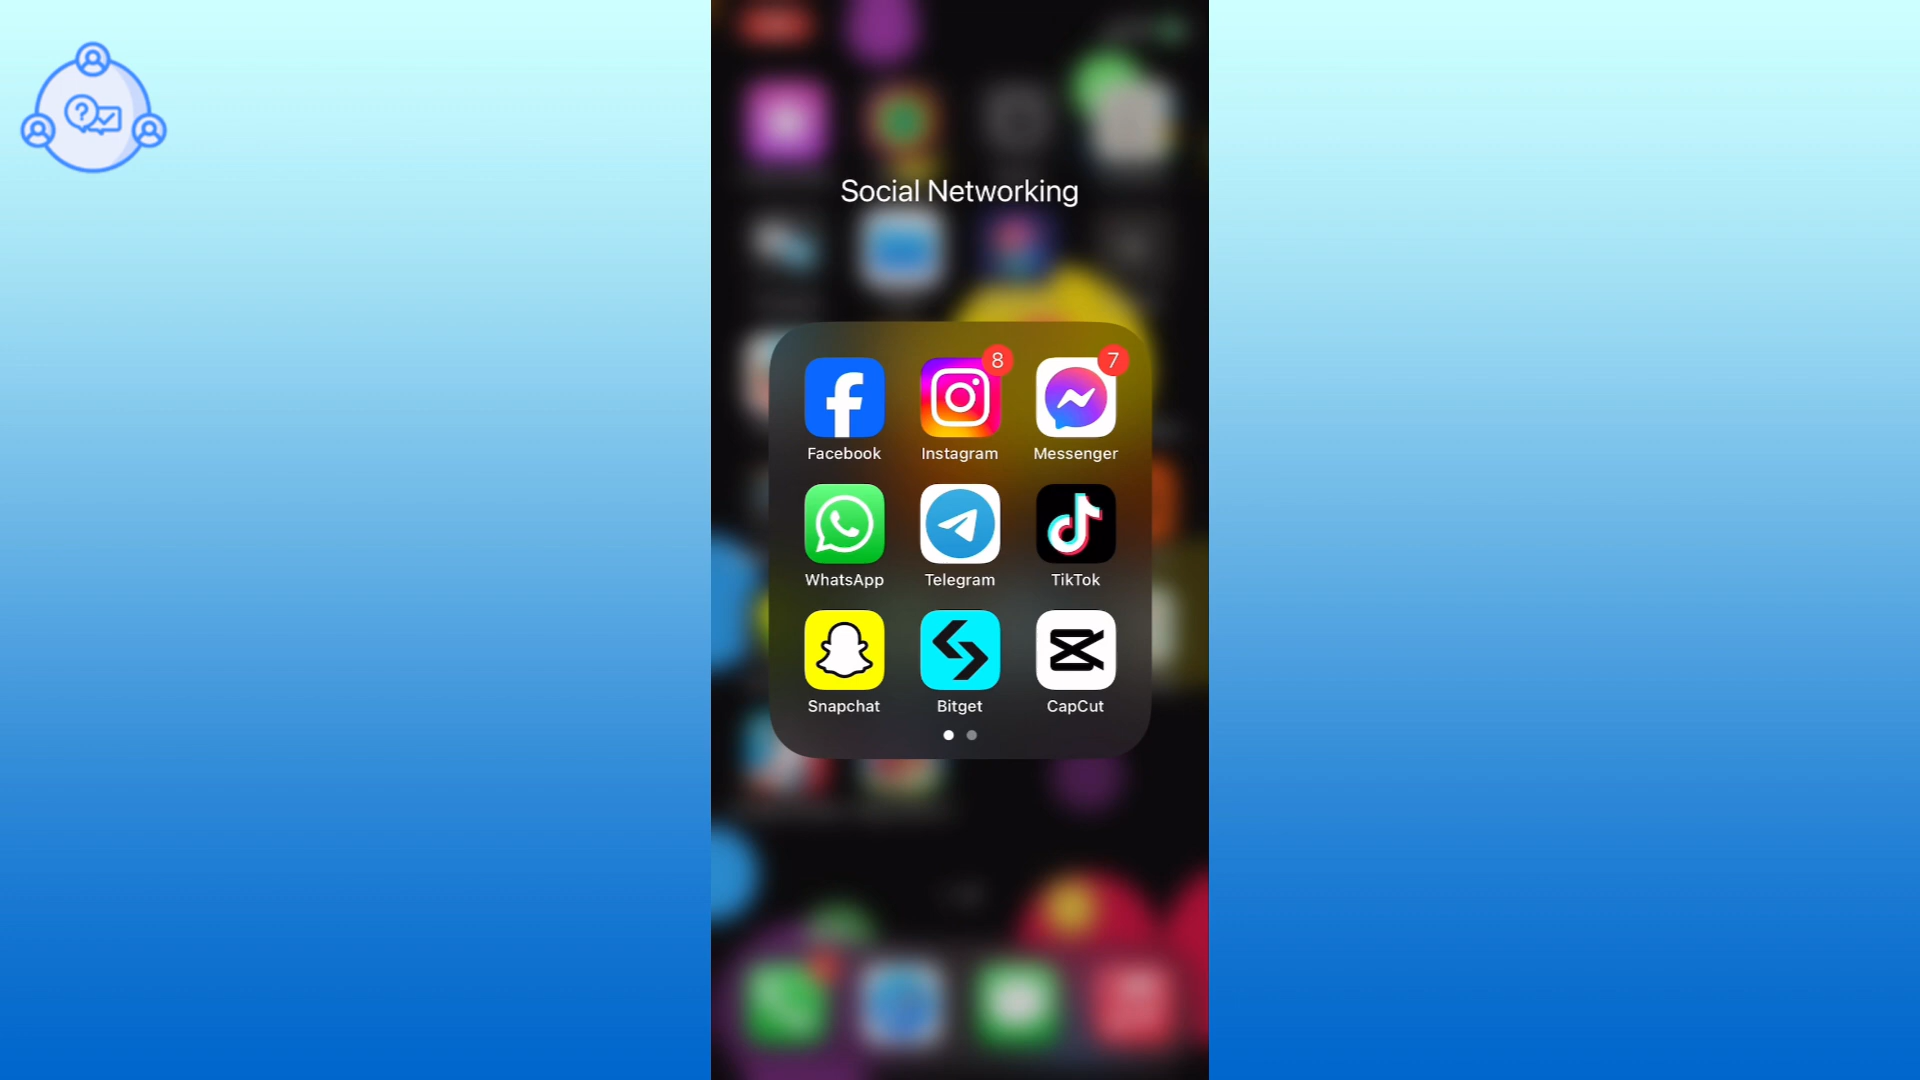 Social Networking
8
7
Facebook Instagram Messenger
WhatsApp Telegram TikTok
Snapchat Bitget CapCut